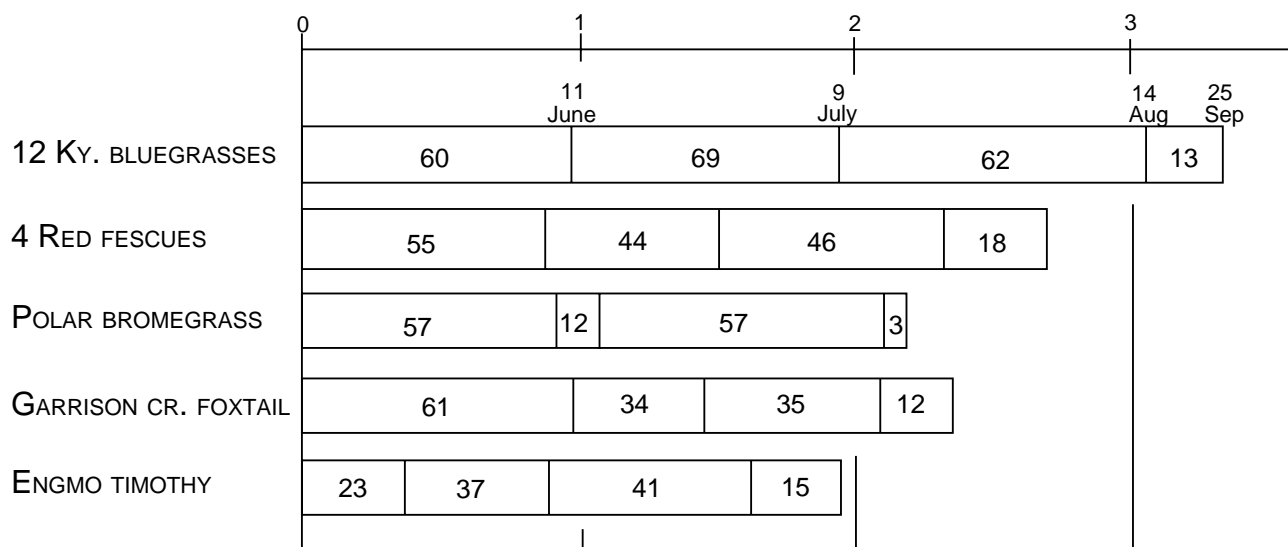 0 1 2 3
11 9 14 25
June July Aug Sep
12 KY. BLUEGRASSES 60 69 62 13
4 RED FESCUES 55 44 46 18
POLAR BROMEGRASS 57 12 57 3
GARRISON CR. FOXTAIL 61 34 35 12
ENGMO TIMOTHY 23 37 41 15